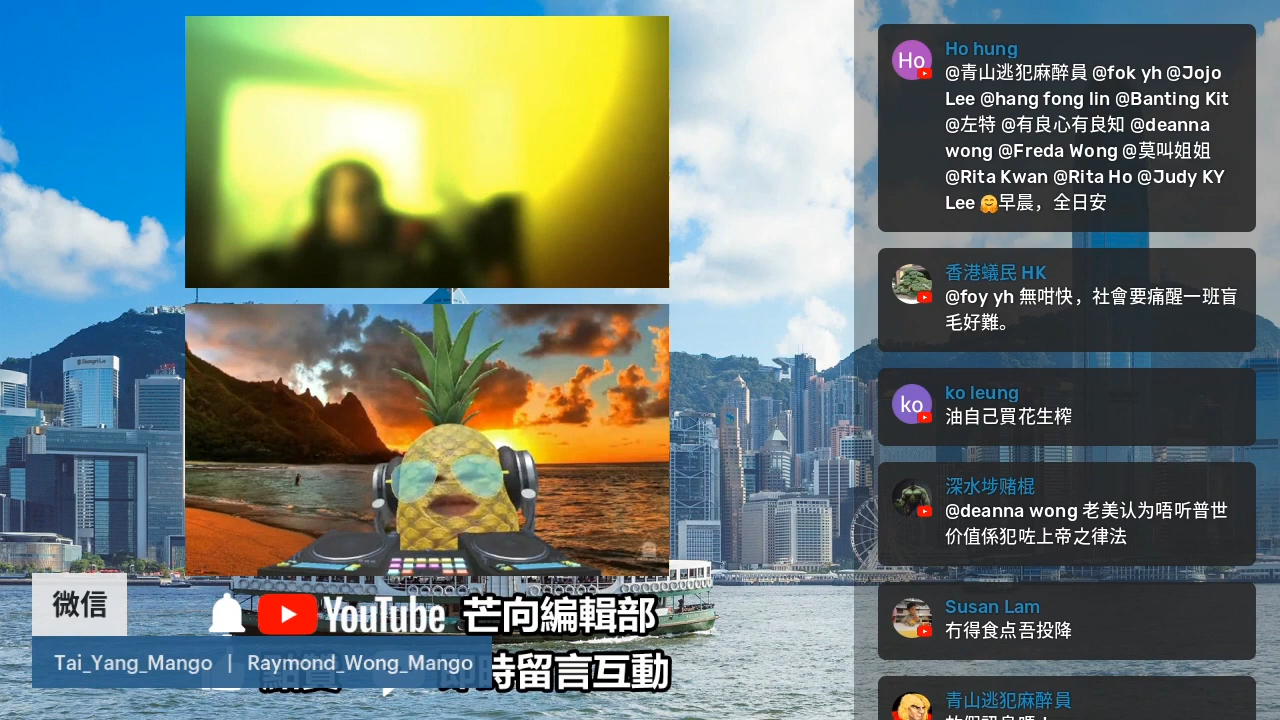 Ho hung
@青山逃犯麻醉員 @fok yh @Jojo
Lee @hang fong lin @Banting Kit
@左特 @有良心有良知 @deanna
wong @Freda Wong @莫叫姐姐
@Rita Kwan @Rita Ho @Judy KY
Lee 🤗早晨，全日安
香港蟻民 HK
@foy yh 無咁快，社會要痛醒一班盲
毛好難。
ko leung
油自己買花生榨
深水埗赌棍
@deanna wong 老美认为唔听普世
价值係犯咗上帝之律法
Susan Lam
冇得食点吾投降
青山逃犯麻醉員
Ho
ko
Shangri-La
微信
Tai_Yang_Mango | Raymond_Wong_Mango
YouTube 芒向編輯部
即時留言互動